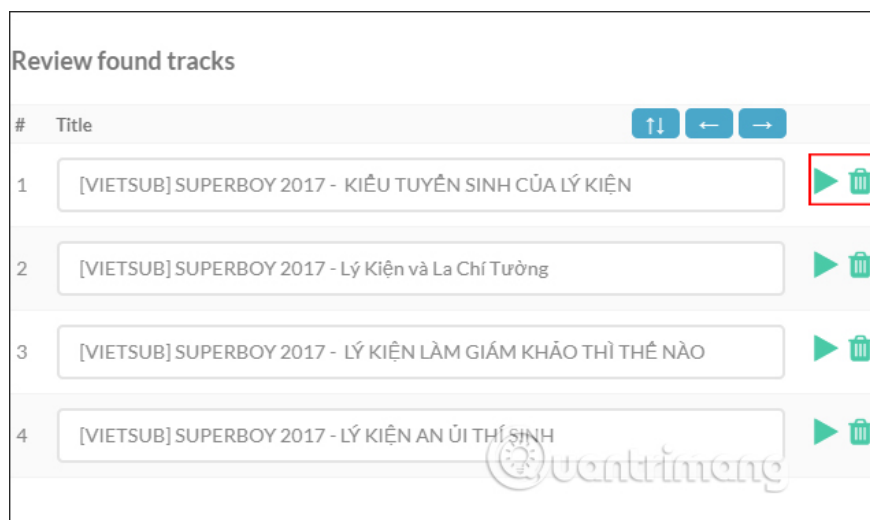 Review found tracks
# Title ↑↓ ← →
1 [VIETSUB] SUPERBOY 2017 - KIỂU TUYỂN SINH CỦA LÝ KIỆN
2 [VIETSUB] SUPERBOY 2017 - Lý Kiện và La Chí Tường
3 [VIETSUB] SUPERBOY 2017 - LÝ KIỆN LÀM GIÁM KHẢO THÌ THẾ NÀO
4 [VIETSUB] SUPERBOY 2017 - LÝ KIỆN AN ỦI THÍ SINH
Quantrimang